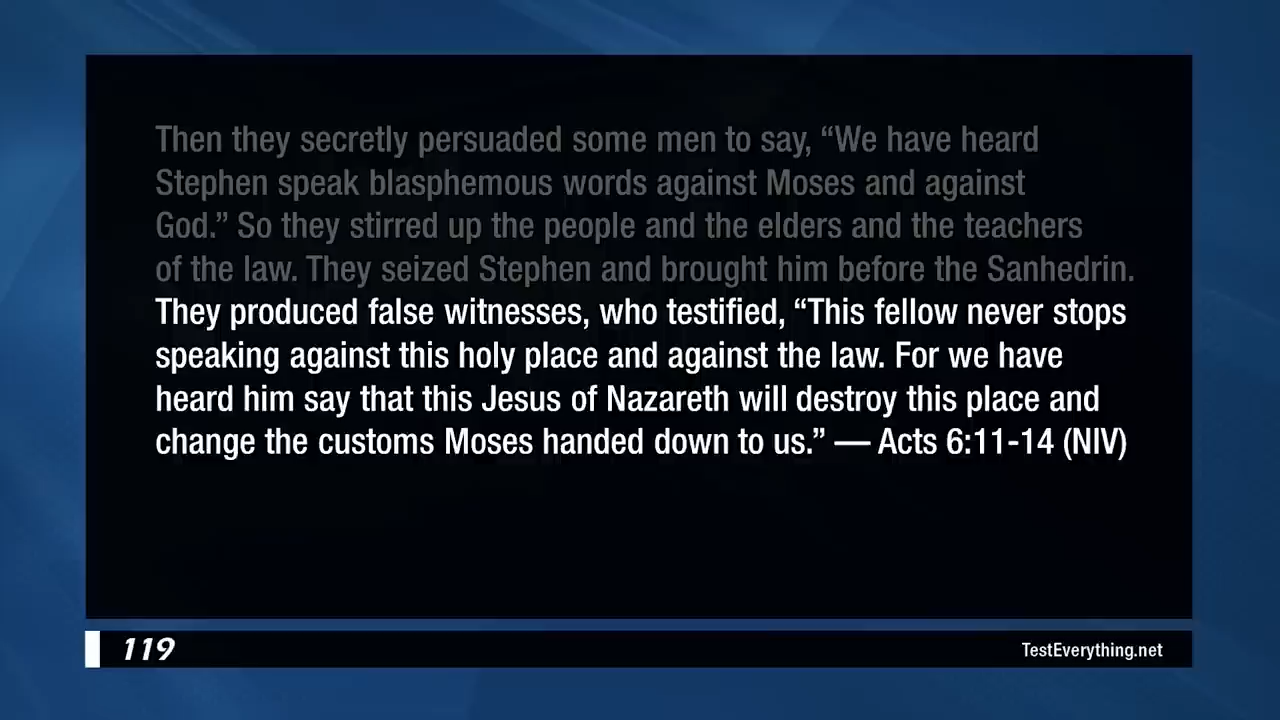 Then they secretly persuaded some men to say, “We have heard
Stephen speak blasphemous words against Moses and against
God.” So they stirred up the people and the elders and the teachers
of the law. They seized Stephen and brought him before the Sanhedrin.
They produced false witnesses, who testified, “This fellow never stops
speaking against this holy place and against the law. For we have
heard him say that this Jesus of Nazareth will destroy this place and
change the customs Moses handed down to us.” — Acts 6:11-14 (NIV)
119
TestEverything.net